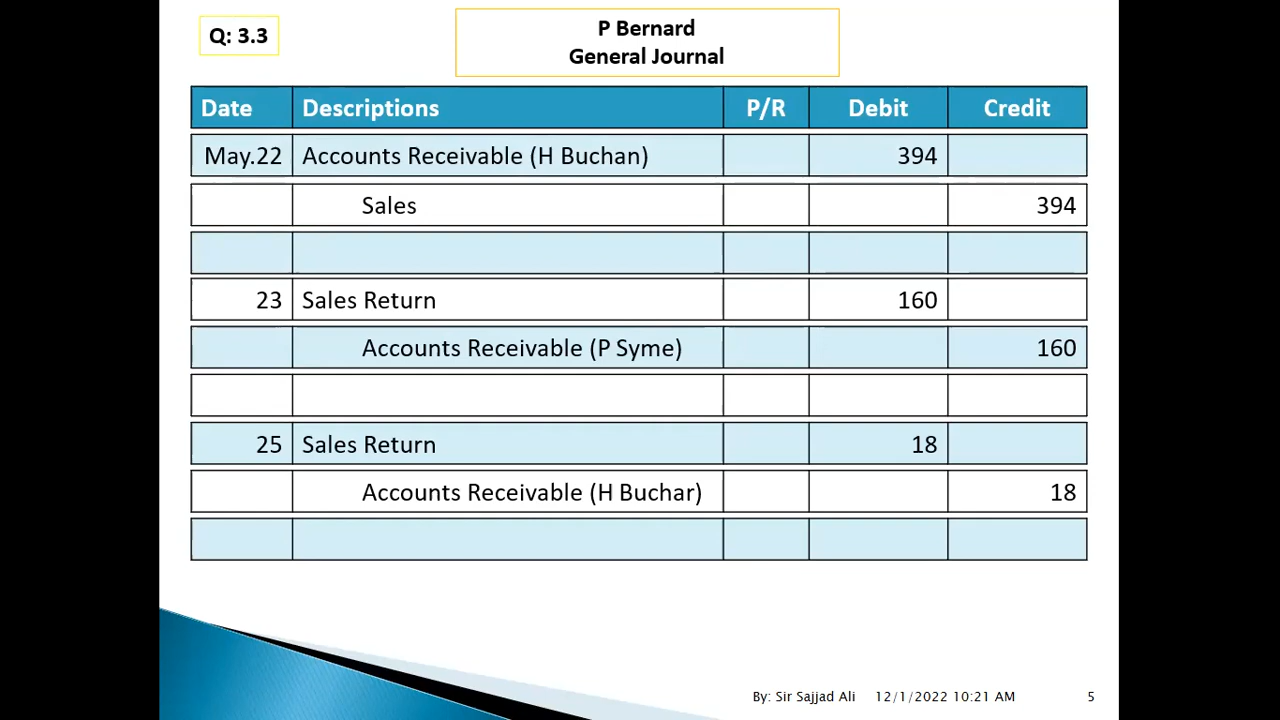 Q: 3.3
P Bernard
General Journal
Date Descriptions P/R Debit Credit
May.22 Accounts Receivable (H Buchan) 394
Sales 394
23 Sales Return 160
Accounts Receivable (P Syme) 160
25 Sales Return 18
Accounts Receivable (H Buchar) 18
By: Sir Sajjad Ali 12/1/2022 10:21 AM 5